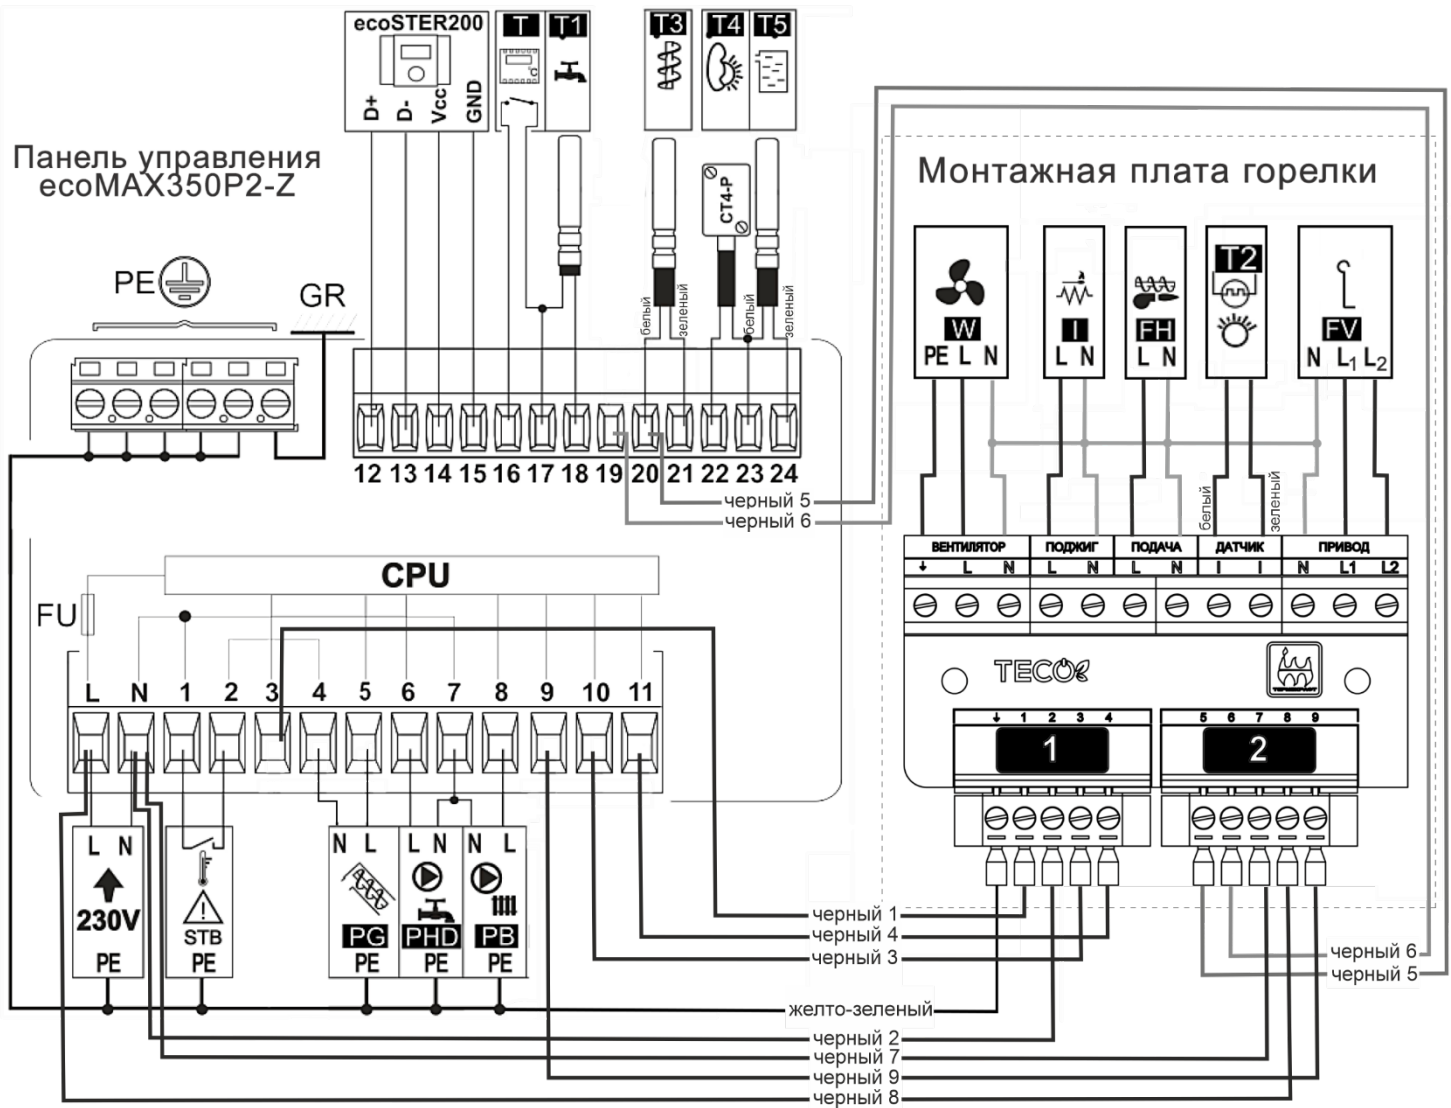 ecoSTER200
D+ D- Vcc GND
T T1
°C
T3 T4 T5
CT4-P
Панель управления
ecoMAX350P2-Z
PE
GR
белый зеленый белый зеленый
12 13 14 15 16 17 18 19 20 21 22 23 24
черный 5
черный 6
Монтажная плата горелки
W
PE L N
I
L N
FH
L N
T2
FV
N L1 L2
белый зеленый
ВЕНТИЛЯТОР ПОДЖИГ ПОДАЧА ДАТЧИК ПРИВОД
L N L N L N I I N L1 L2
TECO
1 2 3 4
1
5 6 7 8 9
2
CPU
FU
L N 1 2 3 4 5 6 7 8 9 10 11
L N
230V
PE
STB
PE
N L
PG
PE
L N
PHD
PE
N L
PB
PE
черный 1
черный 4
черный 3
черный 6
черный 5
желто-зеленый
черный 2
черный 7
черный 9
черный 8